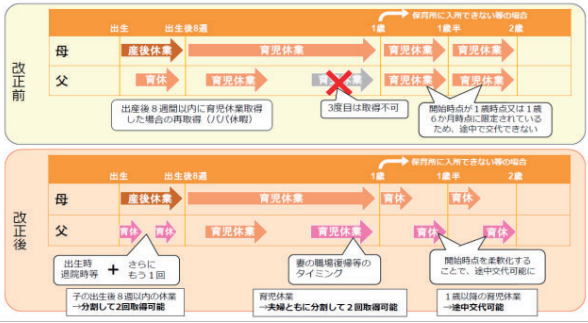 保育所に入所できない等の場合
出生 出生後8週 1歳 1歳半 2歳
改正前
母 産後休業 育児休業 育児休業 育児休業
父 育休 育児休業 育児休業 育児休業 育児休業
出産後8週間以内に育児休業取得
した場合の再取得（パパ休暇）
3度目は取得不可
開始時点が1歳時点又は1歳
6か月時点に限定されている
ため、途中で交代できない
保育所に入所できない等の場合
出生 出生後8週 1歳 1歳半 2歳
改正後
母 産後休業 育児休業 育休 育休
父 育休 育休 育児休業 育児休業 育休 育休
出生時
退院時等
+
さらに
もう1回
妻の職場復帰等の
タイミング
開始時点を柔軟化する
ことで、途中交代可能に
子の出生後8週以内の休業
→分割して2回取得可能
育児休業
→夫婦ともに分割して2回取得可能
1歳以降の育児休業
→途中交代可能